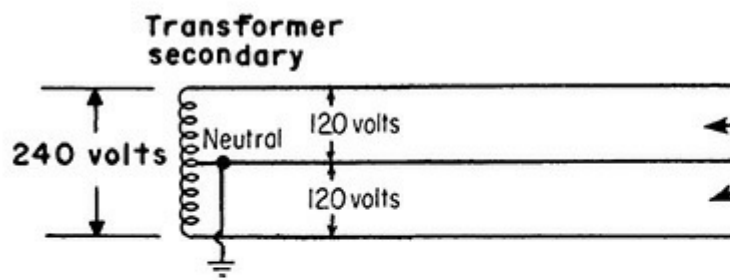 Transformer
secondary
120 volts
Neutral
240 volts
120 volts